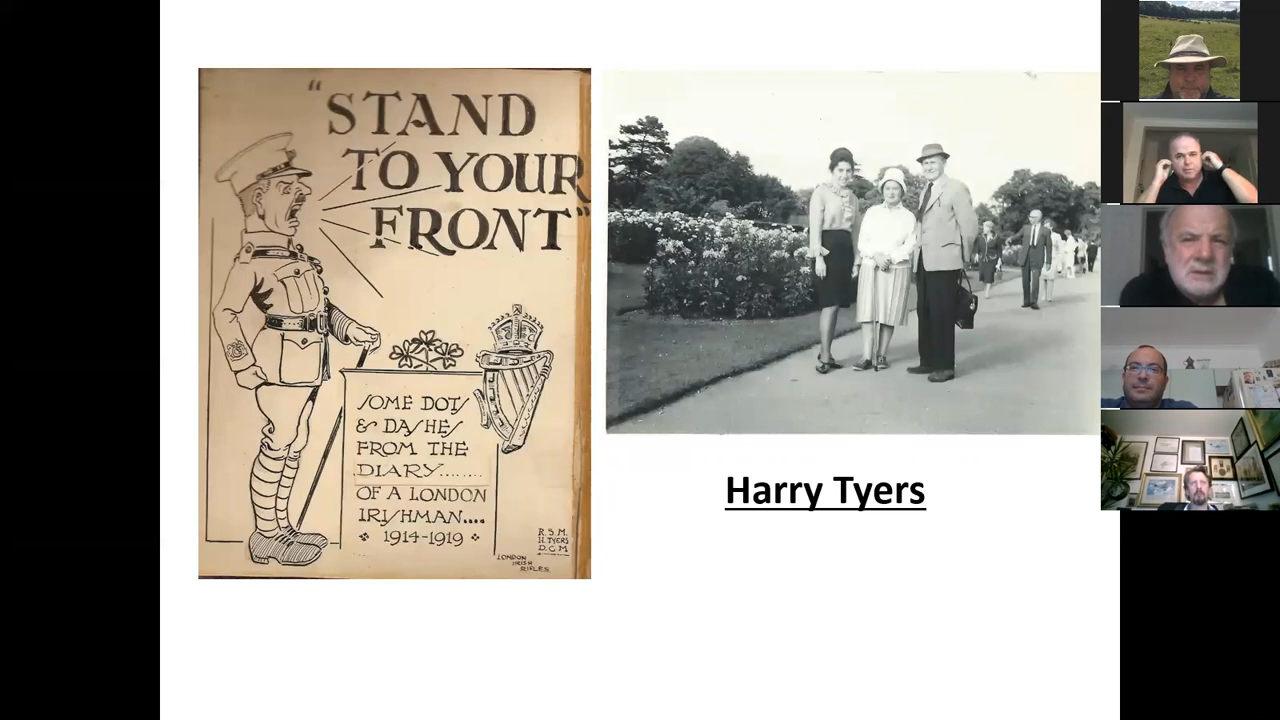 "STAND
TO YOUR
FRONT"
SOME DOTS
& DASHES
FROM THE
DIARY........
OF A LONDON
IRISHMAN....
1914-1919
R.S.M.
H. TYERS
D.C.M
LONDON
IRISH
RIFLES.
Harry Tyers